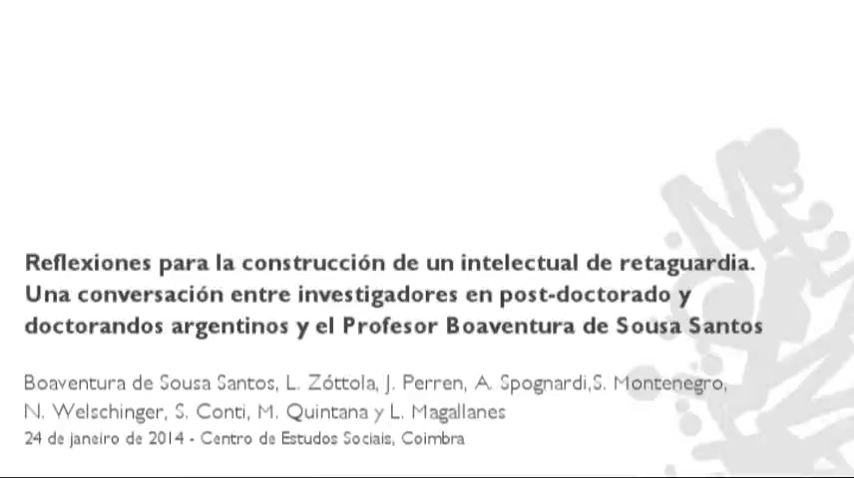 Reflexiones para la construcción de un intelectual de retaguardia.
Una conversación entre investigadores en post-doctorado y
doctorandos argentinos y el Profesor Boaventura de Sousa Santos
Boaventura de Sousa Santos, L. Zóttola, J. Perren, A. Spognardi,S. Montenegro,
N. Welschinger, S. Conti, M. Quintana y L. Magallanes
24 de janeiro de 2014 - Centro de Estudos Sociais, Coimbra